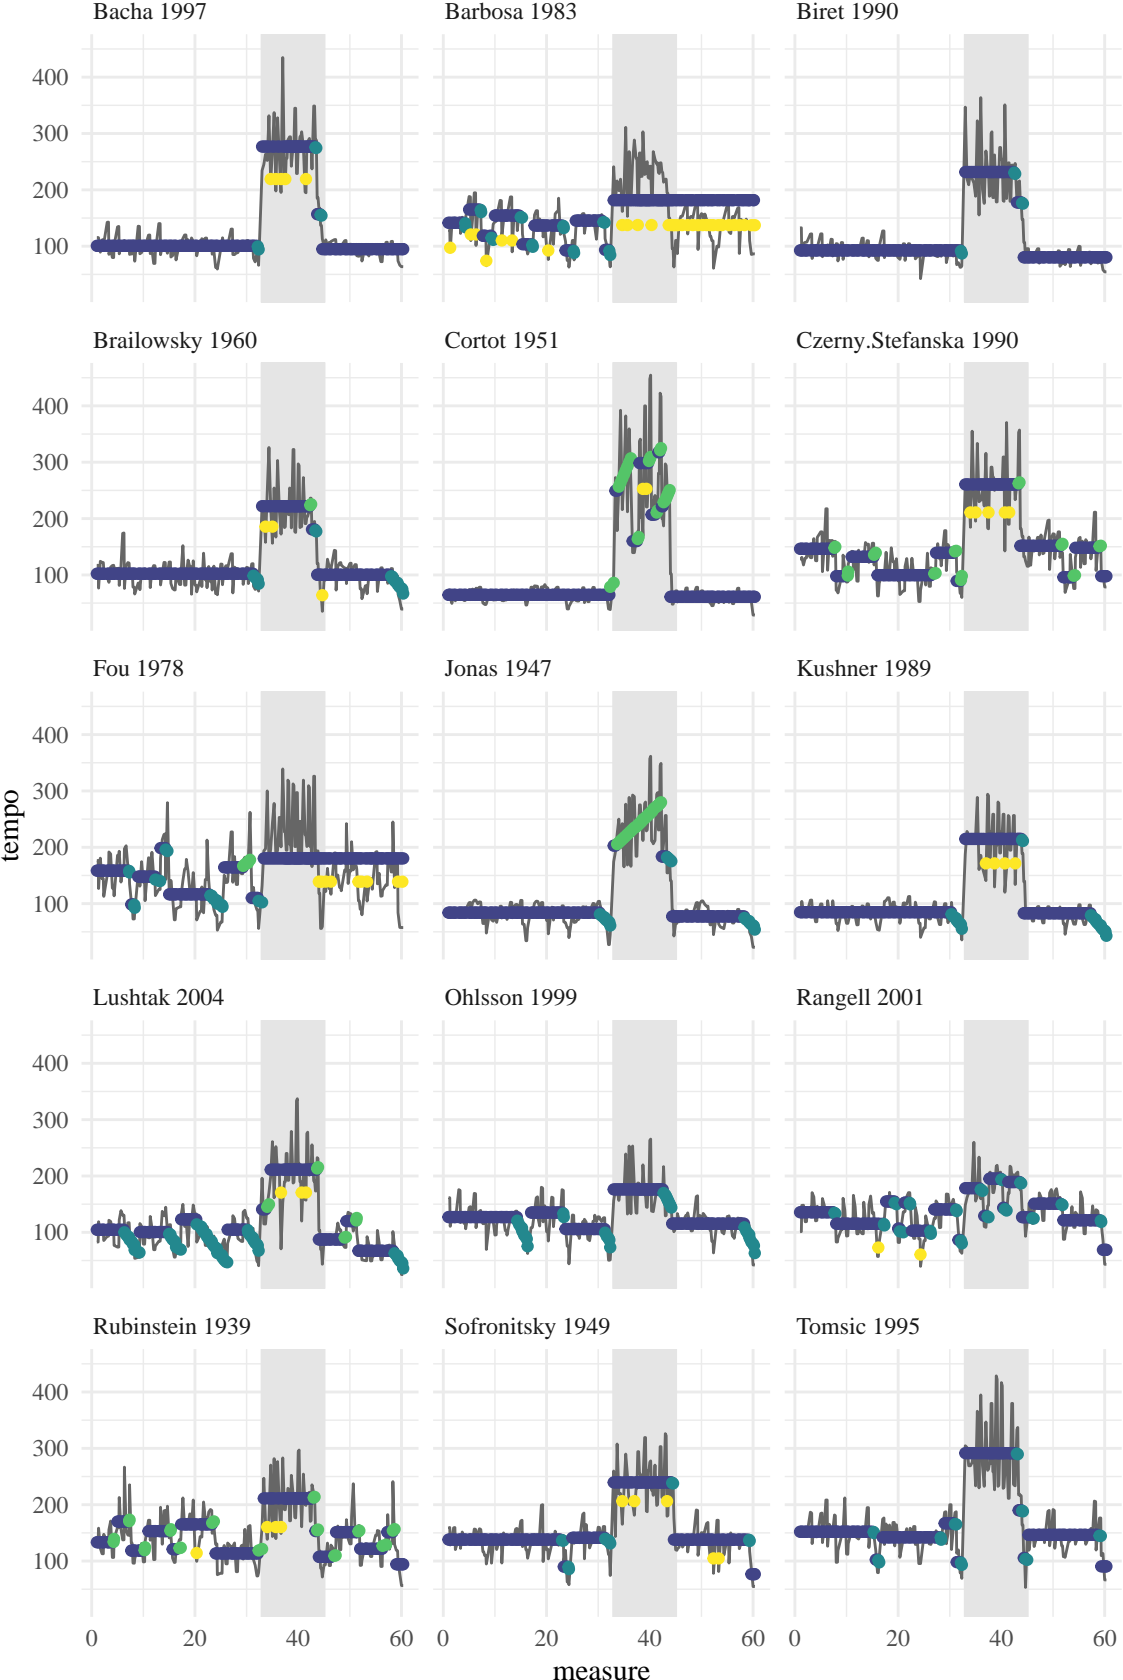 Bacha 1997 Barbosa 1983 Biret 1990
400
300
200
100
Brailowsky 1960 Cortot 1951 Czerny.Stefanska 1990
400
300
200
100
Fou 1978 Jonas 1947 Kushner 1989
400
300
200
100
tempo
Lushtak 2004 Ohlsson 1999 Rangell 2001
400
300
200
100
Rubinstein 1939 Sofronitsky 1949 Tomsic 1995
400
300
200
100
0 20 40 60 0 20 40 60 0 20 40 60
measure